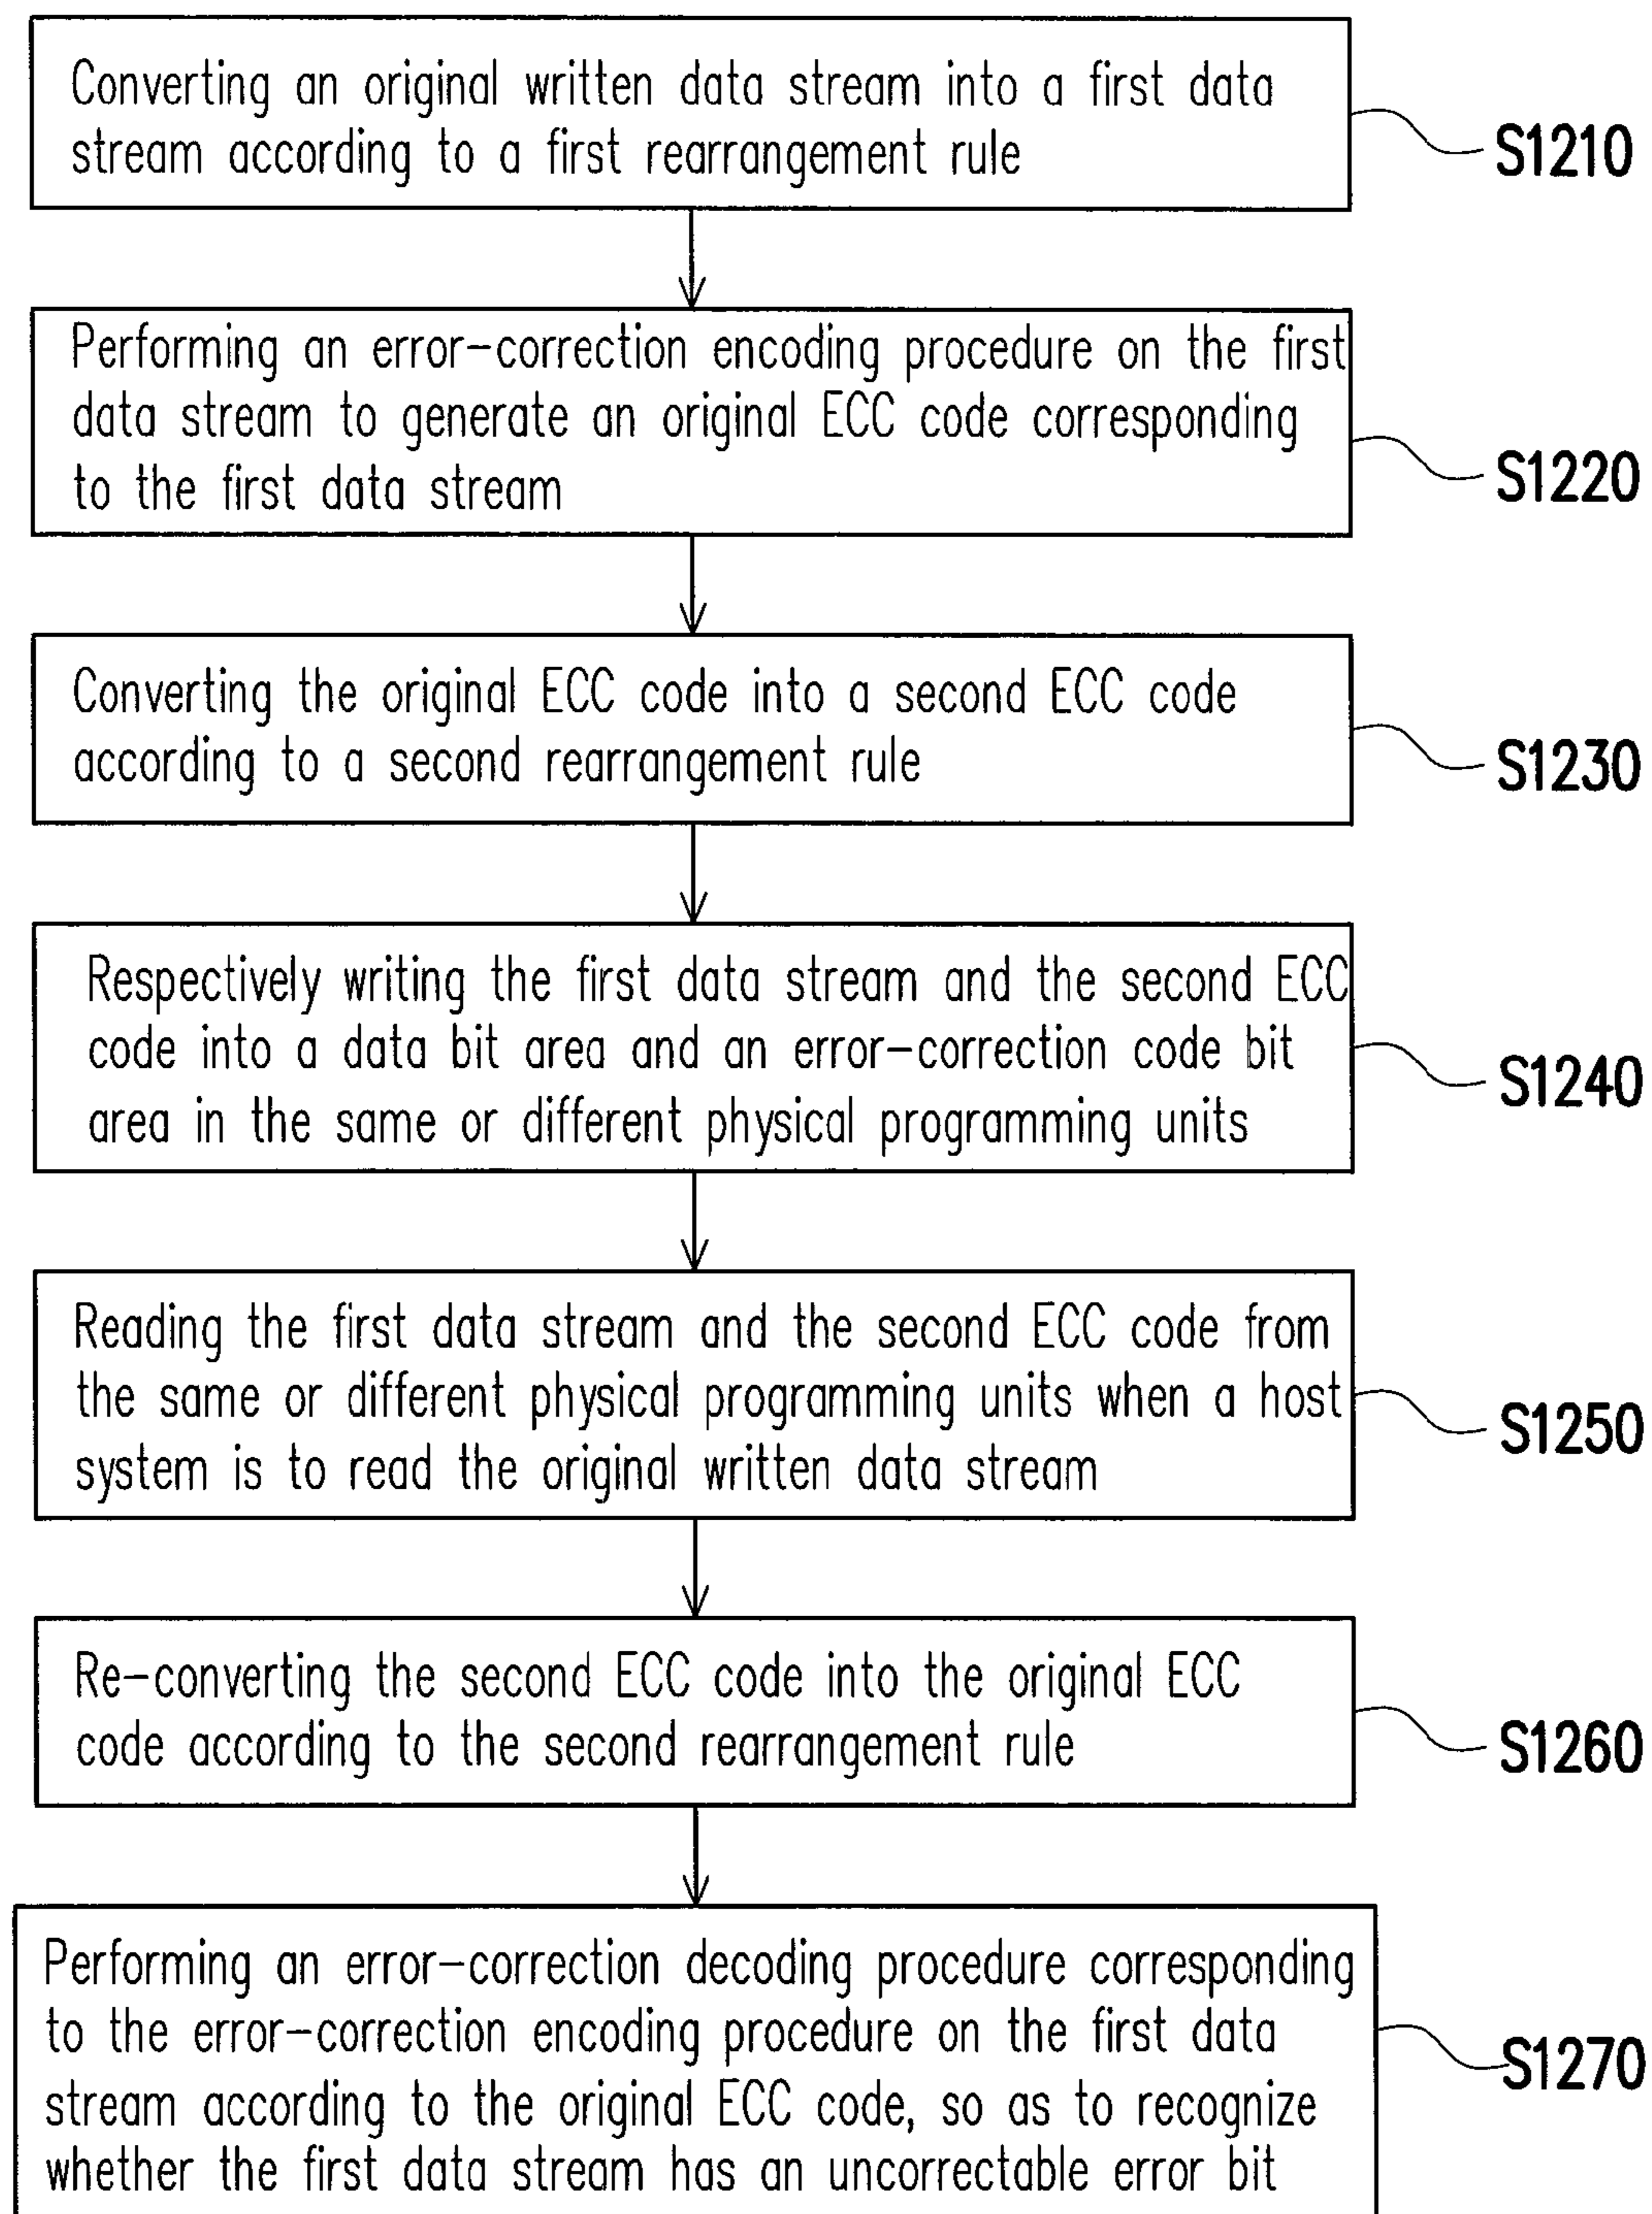 Converting an original written data stream into a first data
stream according to a first rearrangement rule
S1210
Performing an error-correction encoding procedure on the first
data stream to generate an original ECC code corresponding
to the first data stream
S1220
Converting the original ECC code into a second ECC code
according to a second rearrangement rule
S1230
Respectively writing the first data stream and the second ECC
code into a data bit area and an error-correction code bit
area in the same or different physical programming units
S1240
Reading the first data stream and the second ECC code from
the same or different physical programming units when a host
system is to read the original written data stream
S1250
Re-converting the second ECC code into the original ECC
code according to the second rearrangement rule
S1260
Performing an error-correction decoding procedure corresponding
to the error-correction encoding procedure on the first data
stream according to the original ECC code, so as to recognize
whether the first data stream has an uncorrectable error bit
S1270